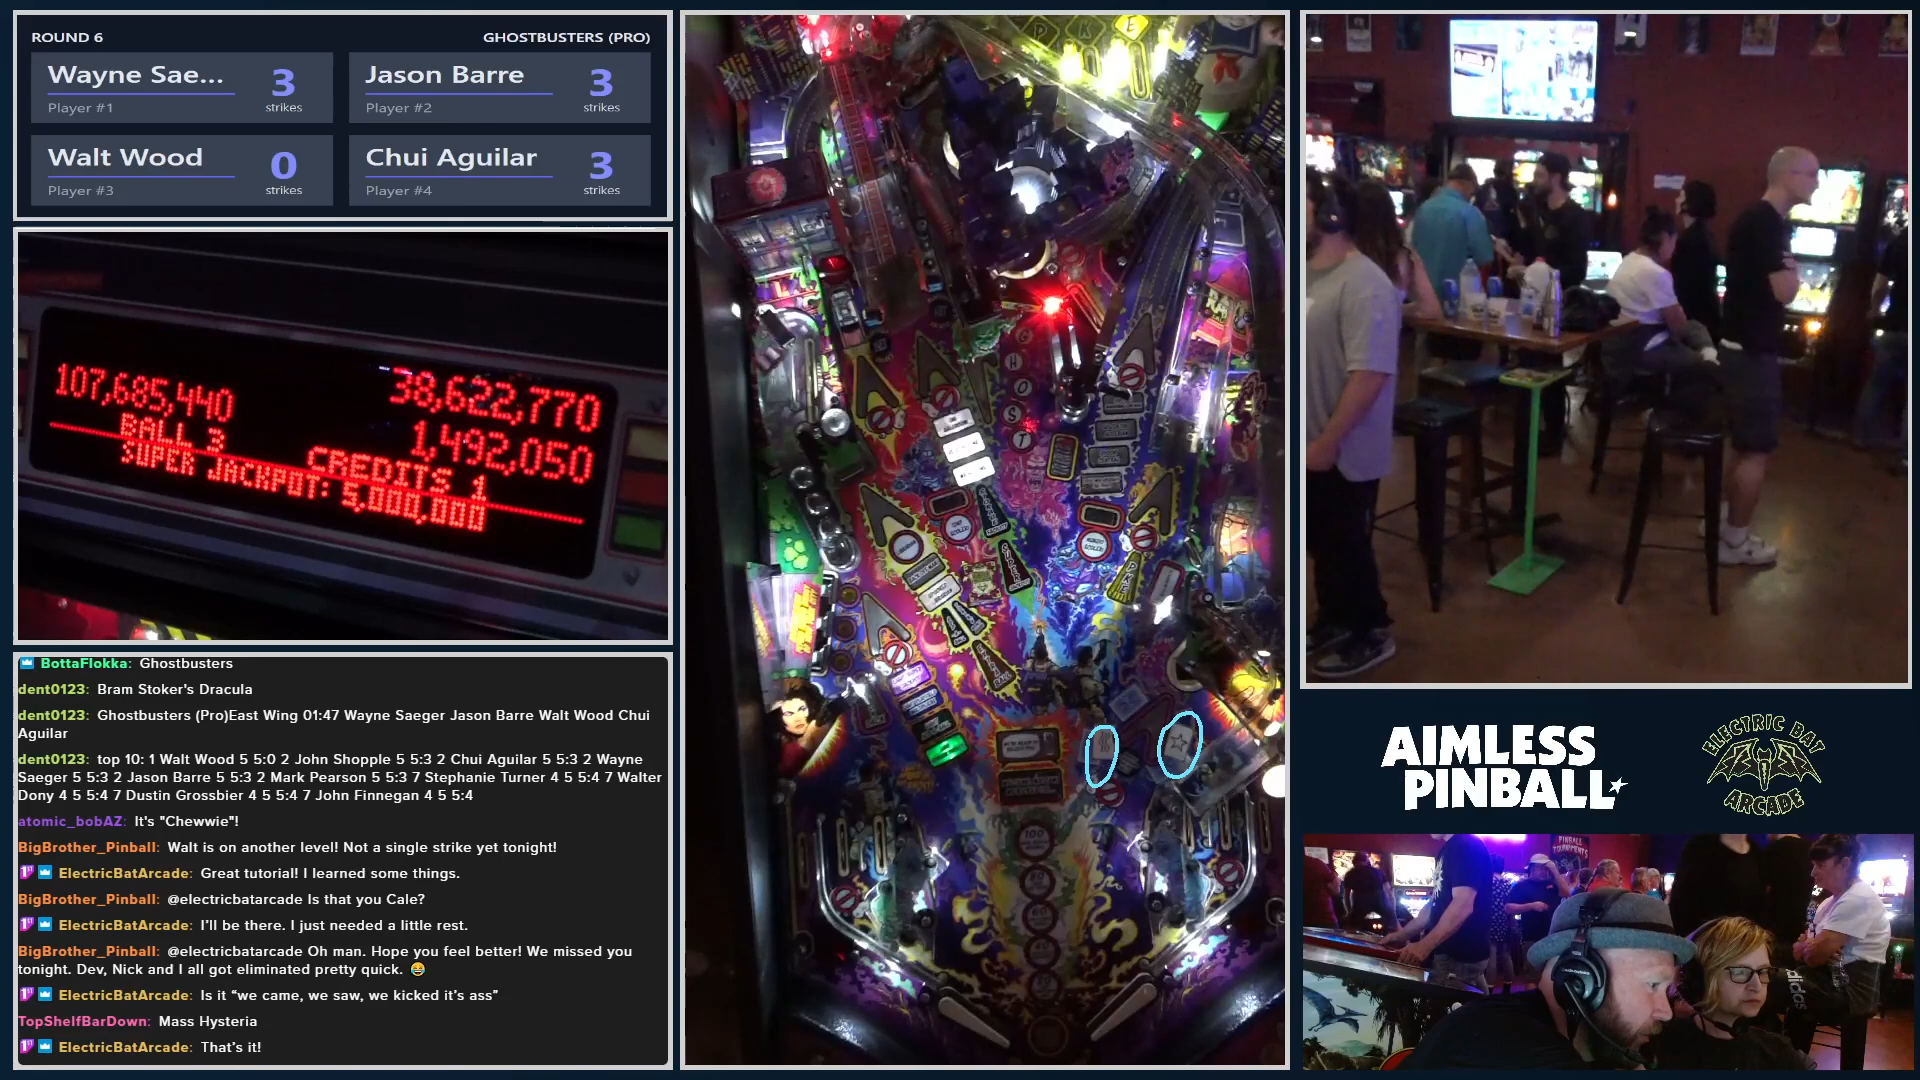 ROUND 6
GHOSTBUSTERS (PRO)
Wayne Sae...
3
Player #1
strikes
Jason Barre
3
Player #2
strikes
Walt Wood
0
Player #3
strikes
Chui Aguilar
3
Player #4
strikes
107,685,440
38,622,770
1,492,050
BALL 3
CREDITS 1
SUPER JACKPOT: 5,000,000
BottaFlokka: Ghostbusters
dent0123: Bram Stoker's Dracula
dent0123: Ghostbusters (Pro)East Wing 01:47 Wayne Saeger Jason Barre Walt Wood Chui
Aguilar
dent0123: top 10: 1 Walt Wood 5 5:0 2 John Shopple 5 5:3 2 Chui Aguilar 5 5:3 2 Wayne
Saeger 5 5:3 2 Jason Barre 5 5:3 2 Mark Pearson 5 5:3 7 Stephanie Turner 4 5 5:4 7 Walter
Dony 4 5 5:4 7 Dustin Grossbier 4 5 5:4 7 John Finnegan 4 5 5:4
atomic_bobAZ: It's "Chewwie"!
BigBrother_Pinball: Walt is on another level! Not a single strike yet tonight!
ElectricBatArcade: Great tutorial! I learned some things.
BigBrother_Pinball: @electricbatarcade Is that you Cale?
ElectricBatArcade: I'll be there. I just needed a little rest.
BigBrother_Pinball: @electricbatarcade Oh man. Hope you feel better! We missed you
tonight. Dev, Nick and I all got eliminated pretty quick. 😂
ElectricBatArcade: Is it “we came, we saw, we kicked it’s ass”
TopShelfBarDown: Mass Hysteria
ElectricBatArcade: That’s it!
P K E
G
H
O
S
T
100
AIMLESS
PINBALL
ELECTRIC BAT
ARCADE
PINBALL
TOURNAMENTS
adidas